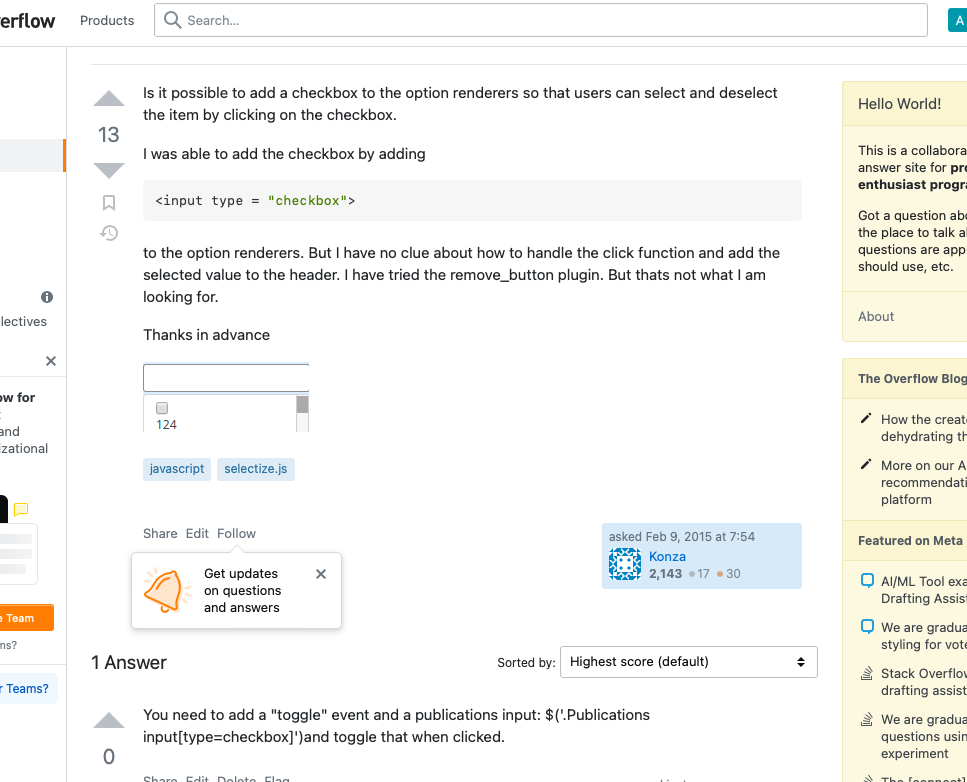 erflow Products Search... A
Is it possible to add a checkbox to the option renderers so that users can select and deselect
the item by clicking on the checkbox.
13
I was able to add the checkbox by adding
<input type = "checkbox">
to the option renderers. But I have no clue about how to handle the click function and add the
selected value to the header. I have tried the remove_button plugin. But thats not what I am
looking for.
Thanks in advance
124
javascript selectize.js
Share Edit Follow
asked Feb 9, 2015 at 7:54
Konza
2,143 17 30
Get updates
on questions
and answers
1 Answer
Sorted by: Highest score (default)
You need to add a "toggle" event and a publications input: $('.Publications
input[type=checkbox]')and toggle that when clicked.
0
Share Edit Delete Flag
lectives
ow for
and
izational
e Team
ms?
r Teams?
Hello World!
This is a collabora
answer site for pro
enthusiast progra
Got a question abo
the place to talk a
questions are app
should use, etc.
About
The Overflow Blog
How the creat
dehydrating th
More on our A
recommendati
platform
Featured on Meta
AI/ML Tool exa
Drafting Assist
We are gradua
styling for vote
Stack Overflow
drafting assist
We are gradua
questions usin
experiment
The [connect]